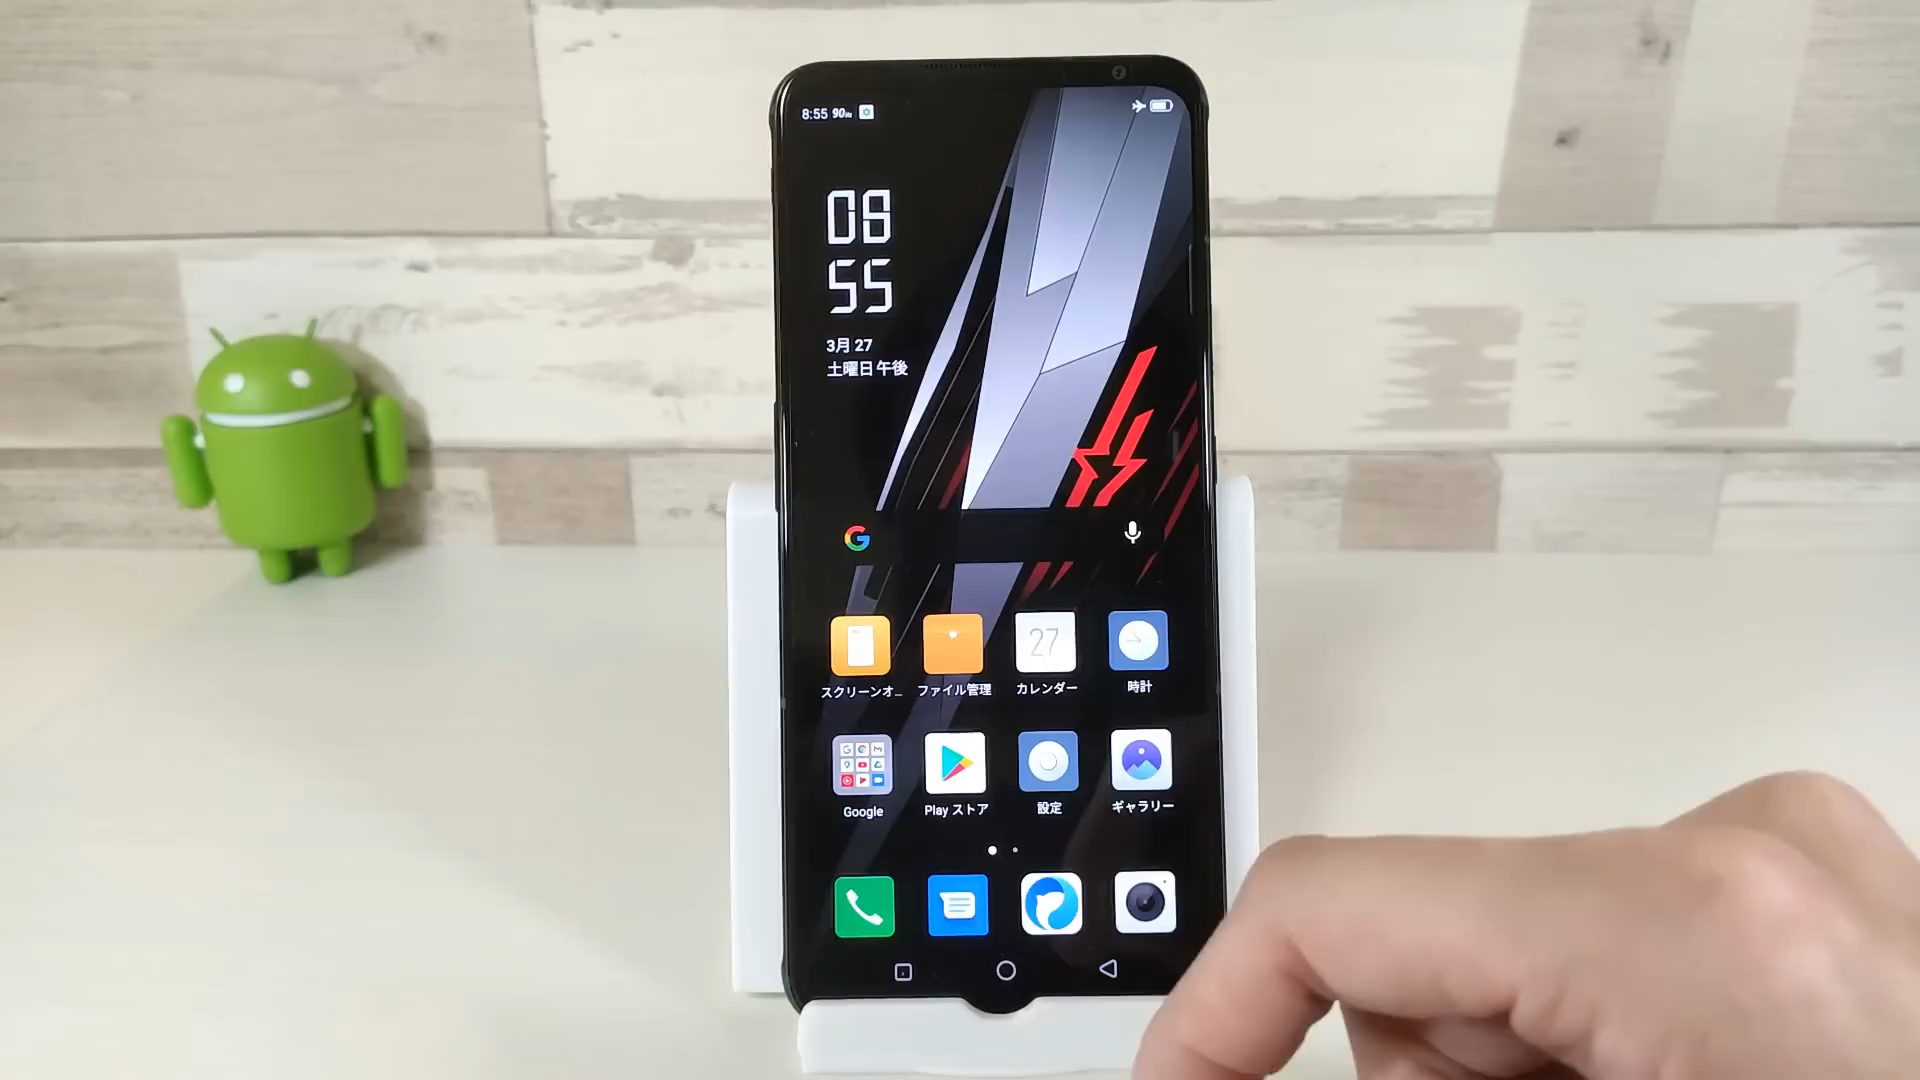 8:55 90Hz
08
55
3月 27
土曜日 午後
G
27
スクリーンオ...
ファイル管理
カレンダー
時計
Google
Play ストア
設定
ギャラリー